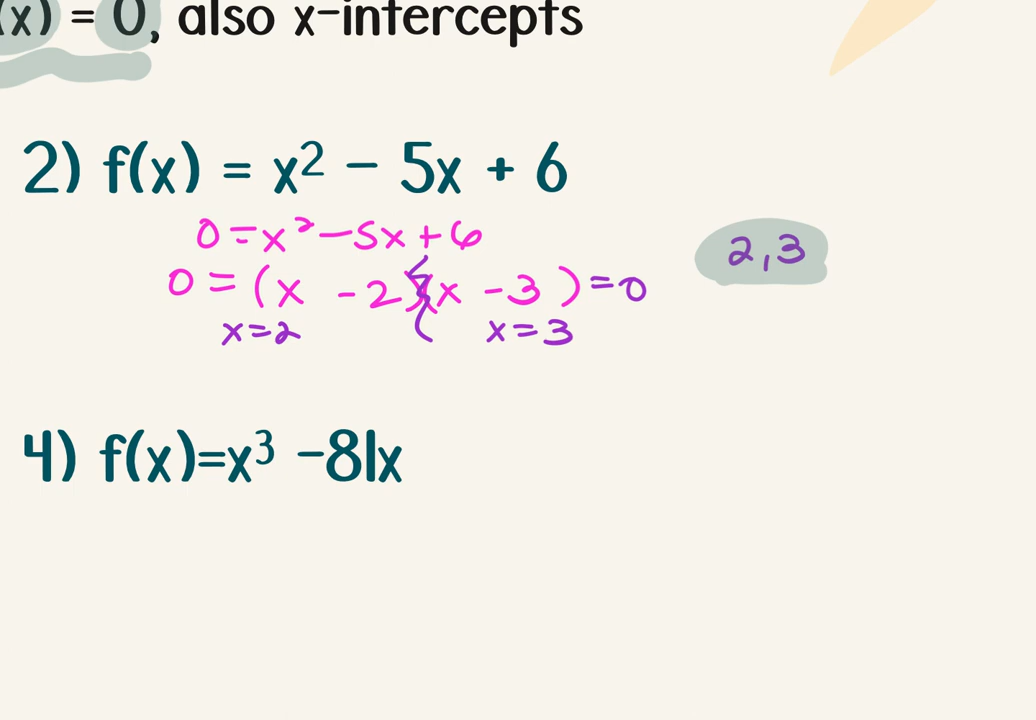 (x) = 0, also x-intercepts
2) f(x) = x² - 5x + 6
0 = x² - 5x + 6
2, 3
0 = (x - 2)(x - 3) = 0
x = 2 x = 3
4) f(x)=x³ -81x